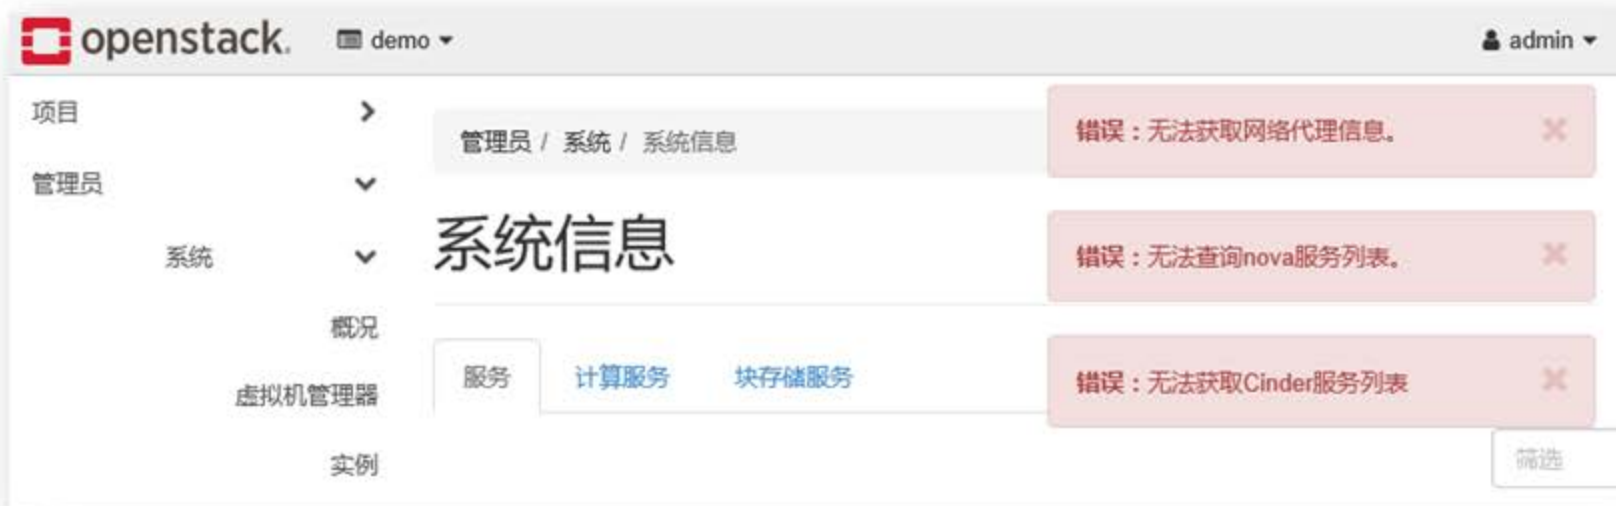 openstack. demo admin
项目
管理员
系统
概况
虚拟机管理器
实例
管理员 / 系统 / 系统信息
系统信息
服务 计算服务 块存储服务
错误：无法获取网络代理信息。
错误：无法查询nova服务列表。
错误：无法获取Cinder服务列表
筛选